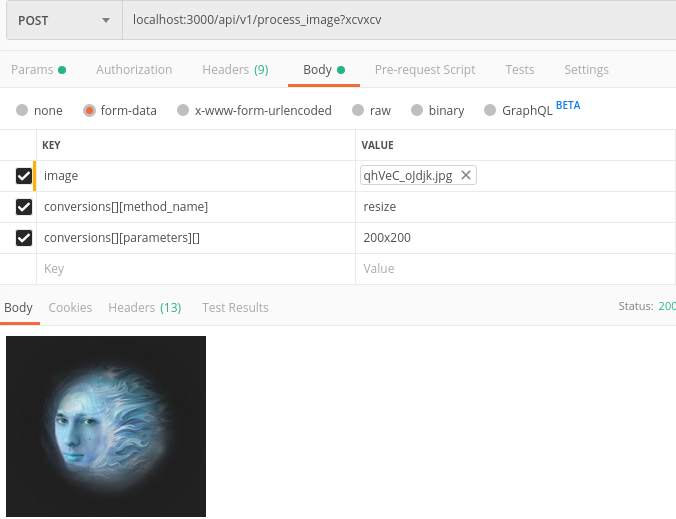 POST localhost:3000/api/v1/process_image?xcvxcv
Params Authorization Headers (9) Body Pre-request Script Tests Settings
none form-data x-www-form-urlencoded raw binary GraphQL BETA
KEY VALUE
image qhVeC_oJdjk.jpg
conversions[][method_name] resize
conversions[][parameters][] 200x200
Key Value
Body Cookies Headers (13) Test Results Status: 200